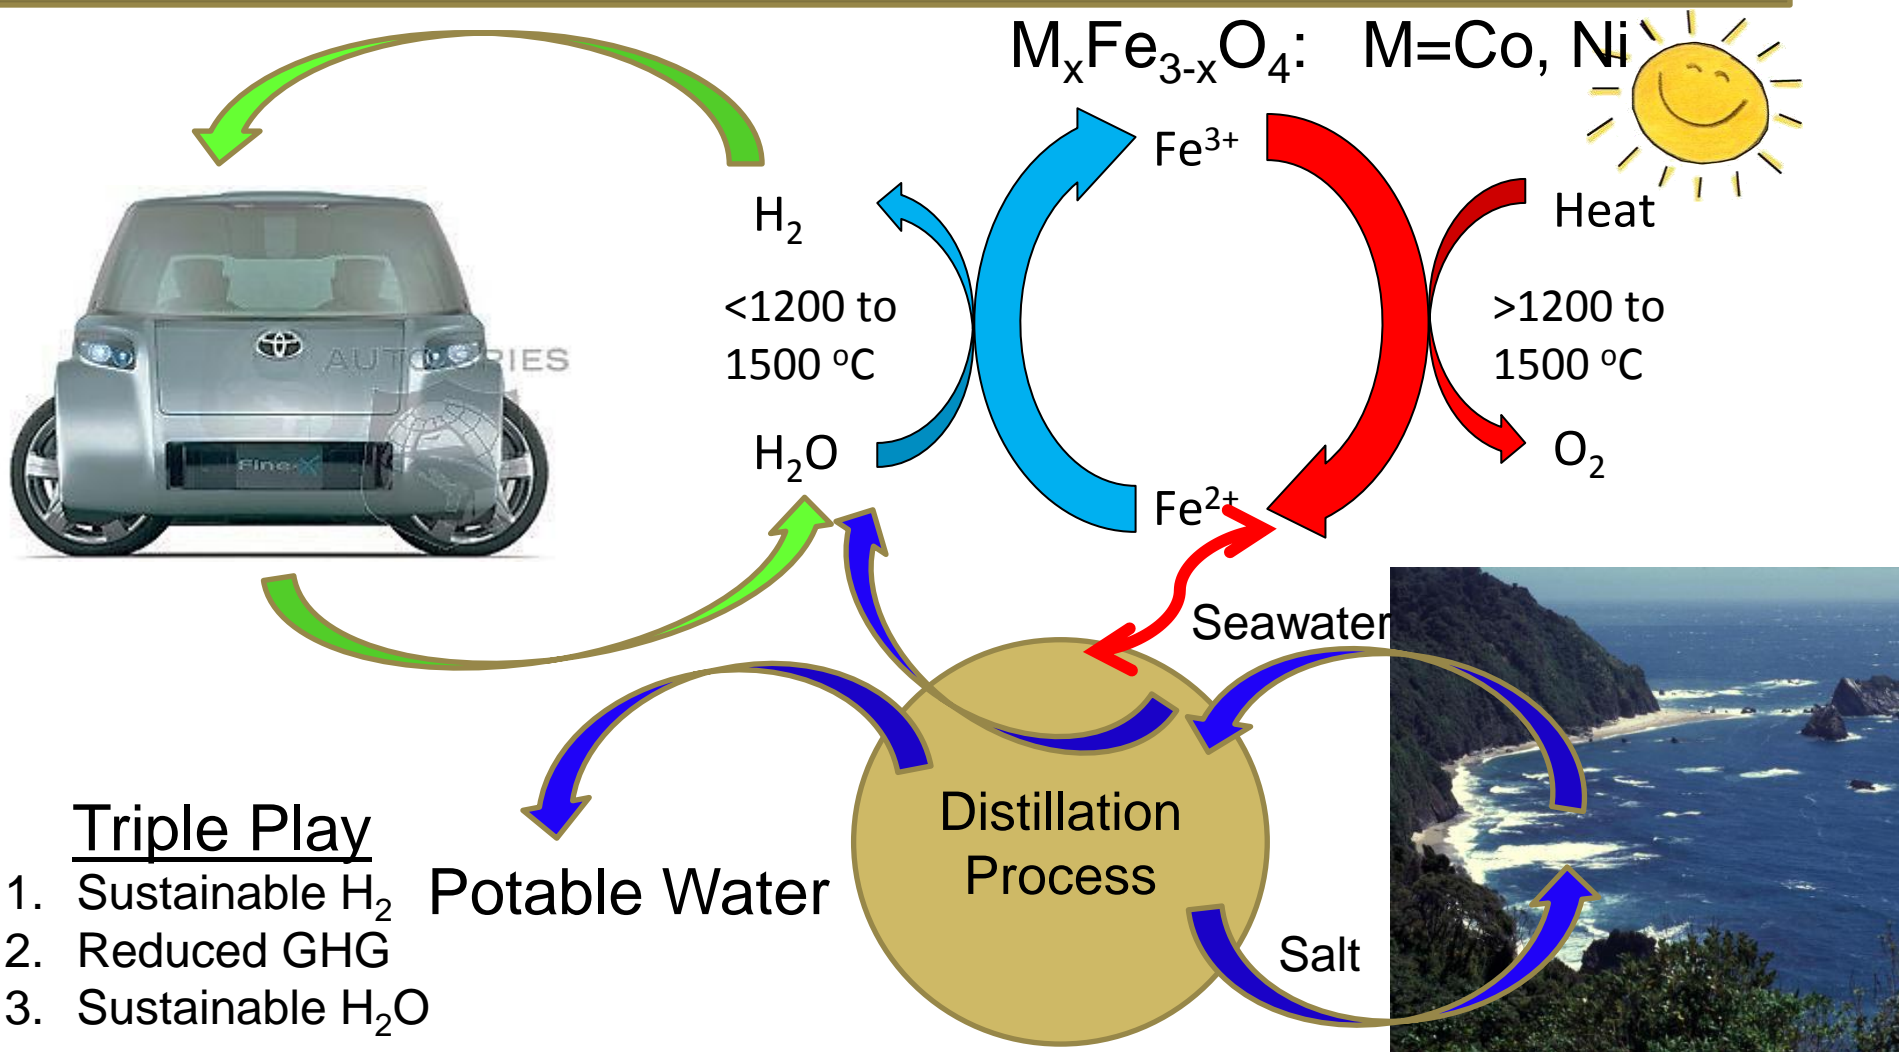 MₓFe₃₋ₓO₄: M=Co, Ni
Fe³⁺
H₂
Heat
<1200 to
1500 ºC
>1200 to
1500 ºC
H₂O
O₂
Fe²⁺
Fine-X
Seawater
Distillation
Process
Triple Play
1. Sustainable H₂
2. Reduced GHG
3. Sustainable H₂O
Potable Water
Salt